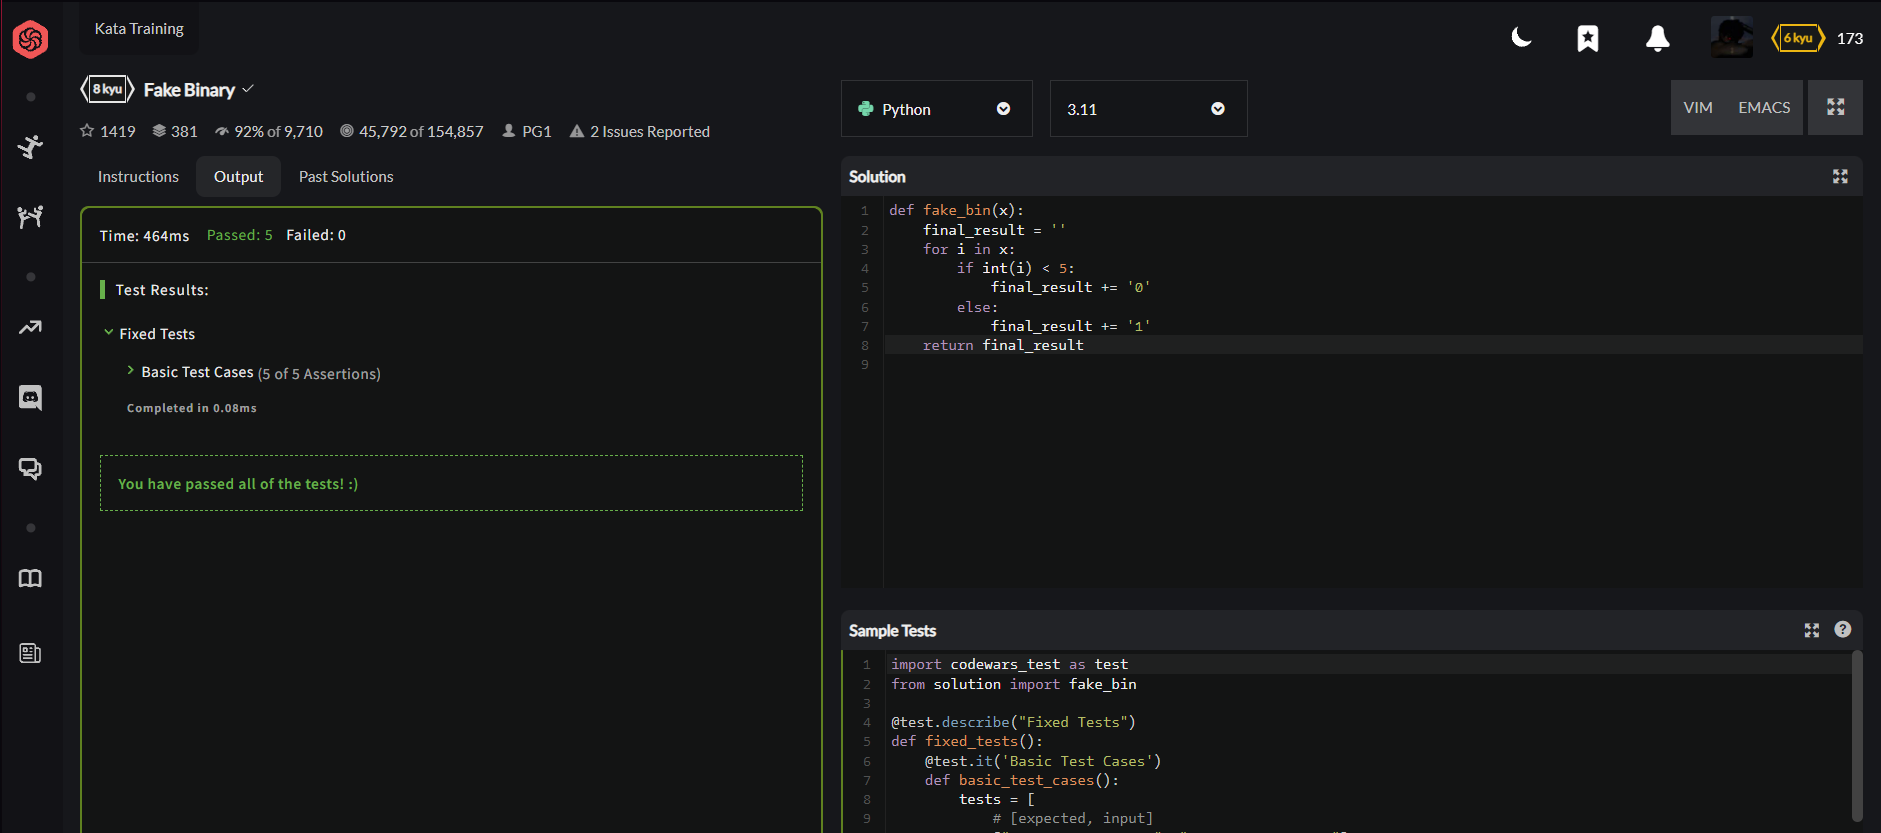 Kata Training
6 kyu 173
8 kyu Fake Binary
1419 381 92% of 9,710 45,792 of 154,857 PG1 2 Issues Reported
Instructions Output Past Solutions
Time: 464ms Passed: 5 Failed: 0
Test Results:
Fixed Tests
Basic Test Cases (5 of 5 Assertions)
Completed in 0.08ms
You have passed all of the tests! :)
Python 3.11 VIM EMACS
Solution
1 def fake_bin(x):
2     final_result = ''
3     for i in x:
4         if int(i) < 5:
5             final_result += '0'
6         else:
7             final_result += '1'
8     return final_result
9
Sample Tests
1 import codewars_test as test
2 from solution import fake_bin
3
4 @test.describe("Fixed Tests")
5 def fixed_tests():
6     @test.it('Basic Test Cases')
7     def basic_test_cases():
8         tests = [
9             # [expected, input]